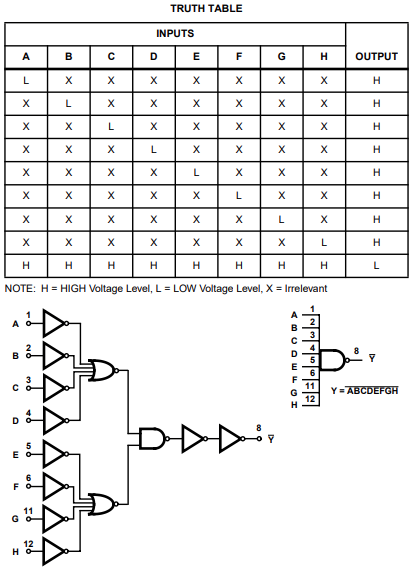 TRUTH TABLE
INPUTS
A B C D E F G H OUTPUT
L X X X X X X X H
X L X X X X X X H
X X L X X X X X H
X X X L X X X X H
X X X X L X X X H
X X X X X L X X H
X X X X X X L X H
X X X X X X X L H
H H H H H H H H L
NOTE: H = HIGH Voltage Level, L = LOW Voltage Level, X = Irrelevant
A 1
B 2
C 3
D 4
E 5
F 6
G 11
H 12
8 Y
A 1
B 2
C 3
D 4
E 5
F 6
G 11
H 12
8 Y
Y = ABCDEFGH